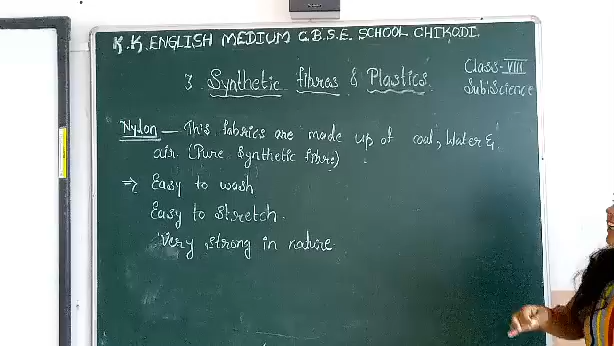 K.K. ENGLISH MEDIUM C.B.S.E. SCHOOL CHIKODI.
Class-VIII
3 Synthetic fibres & Plastics.
Sub:Science
Nylon - This fabrics are made up of coal, Water &
air. (Pure Synthetic fibre)
⇒ Easy to wash
Easy to Stretch.
Very strong in nature.